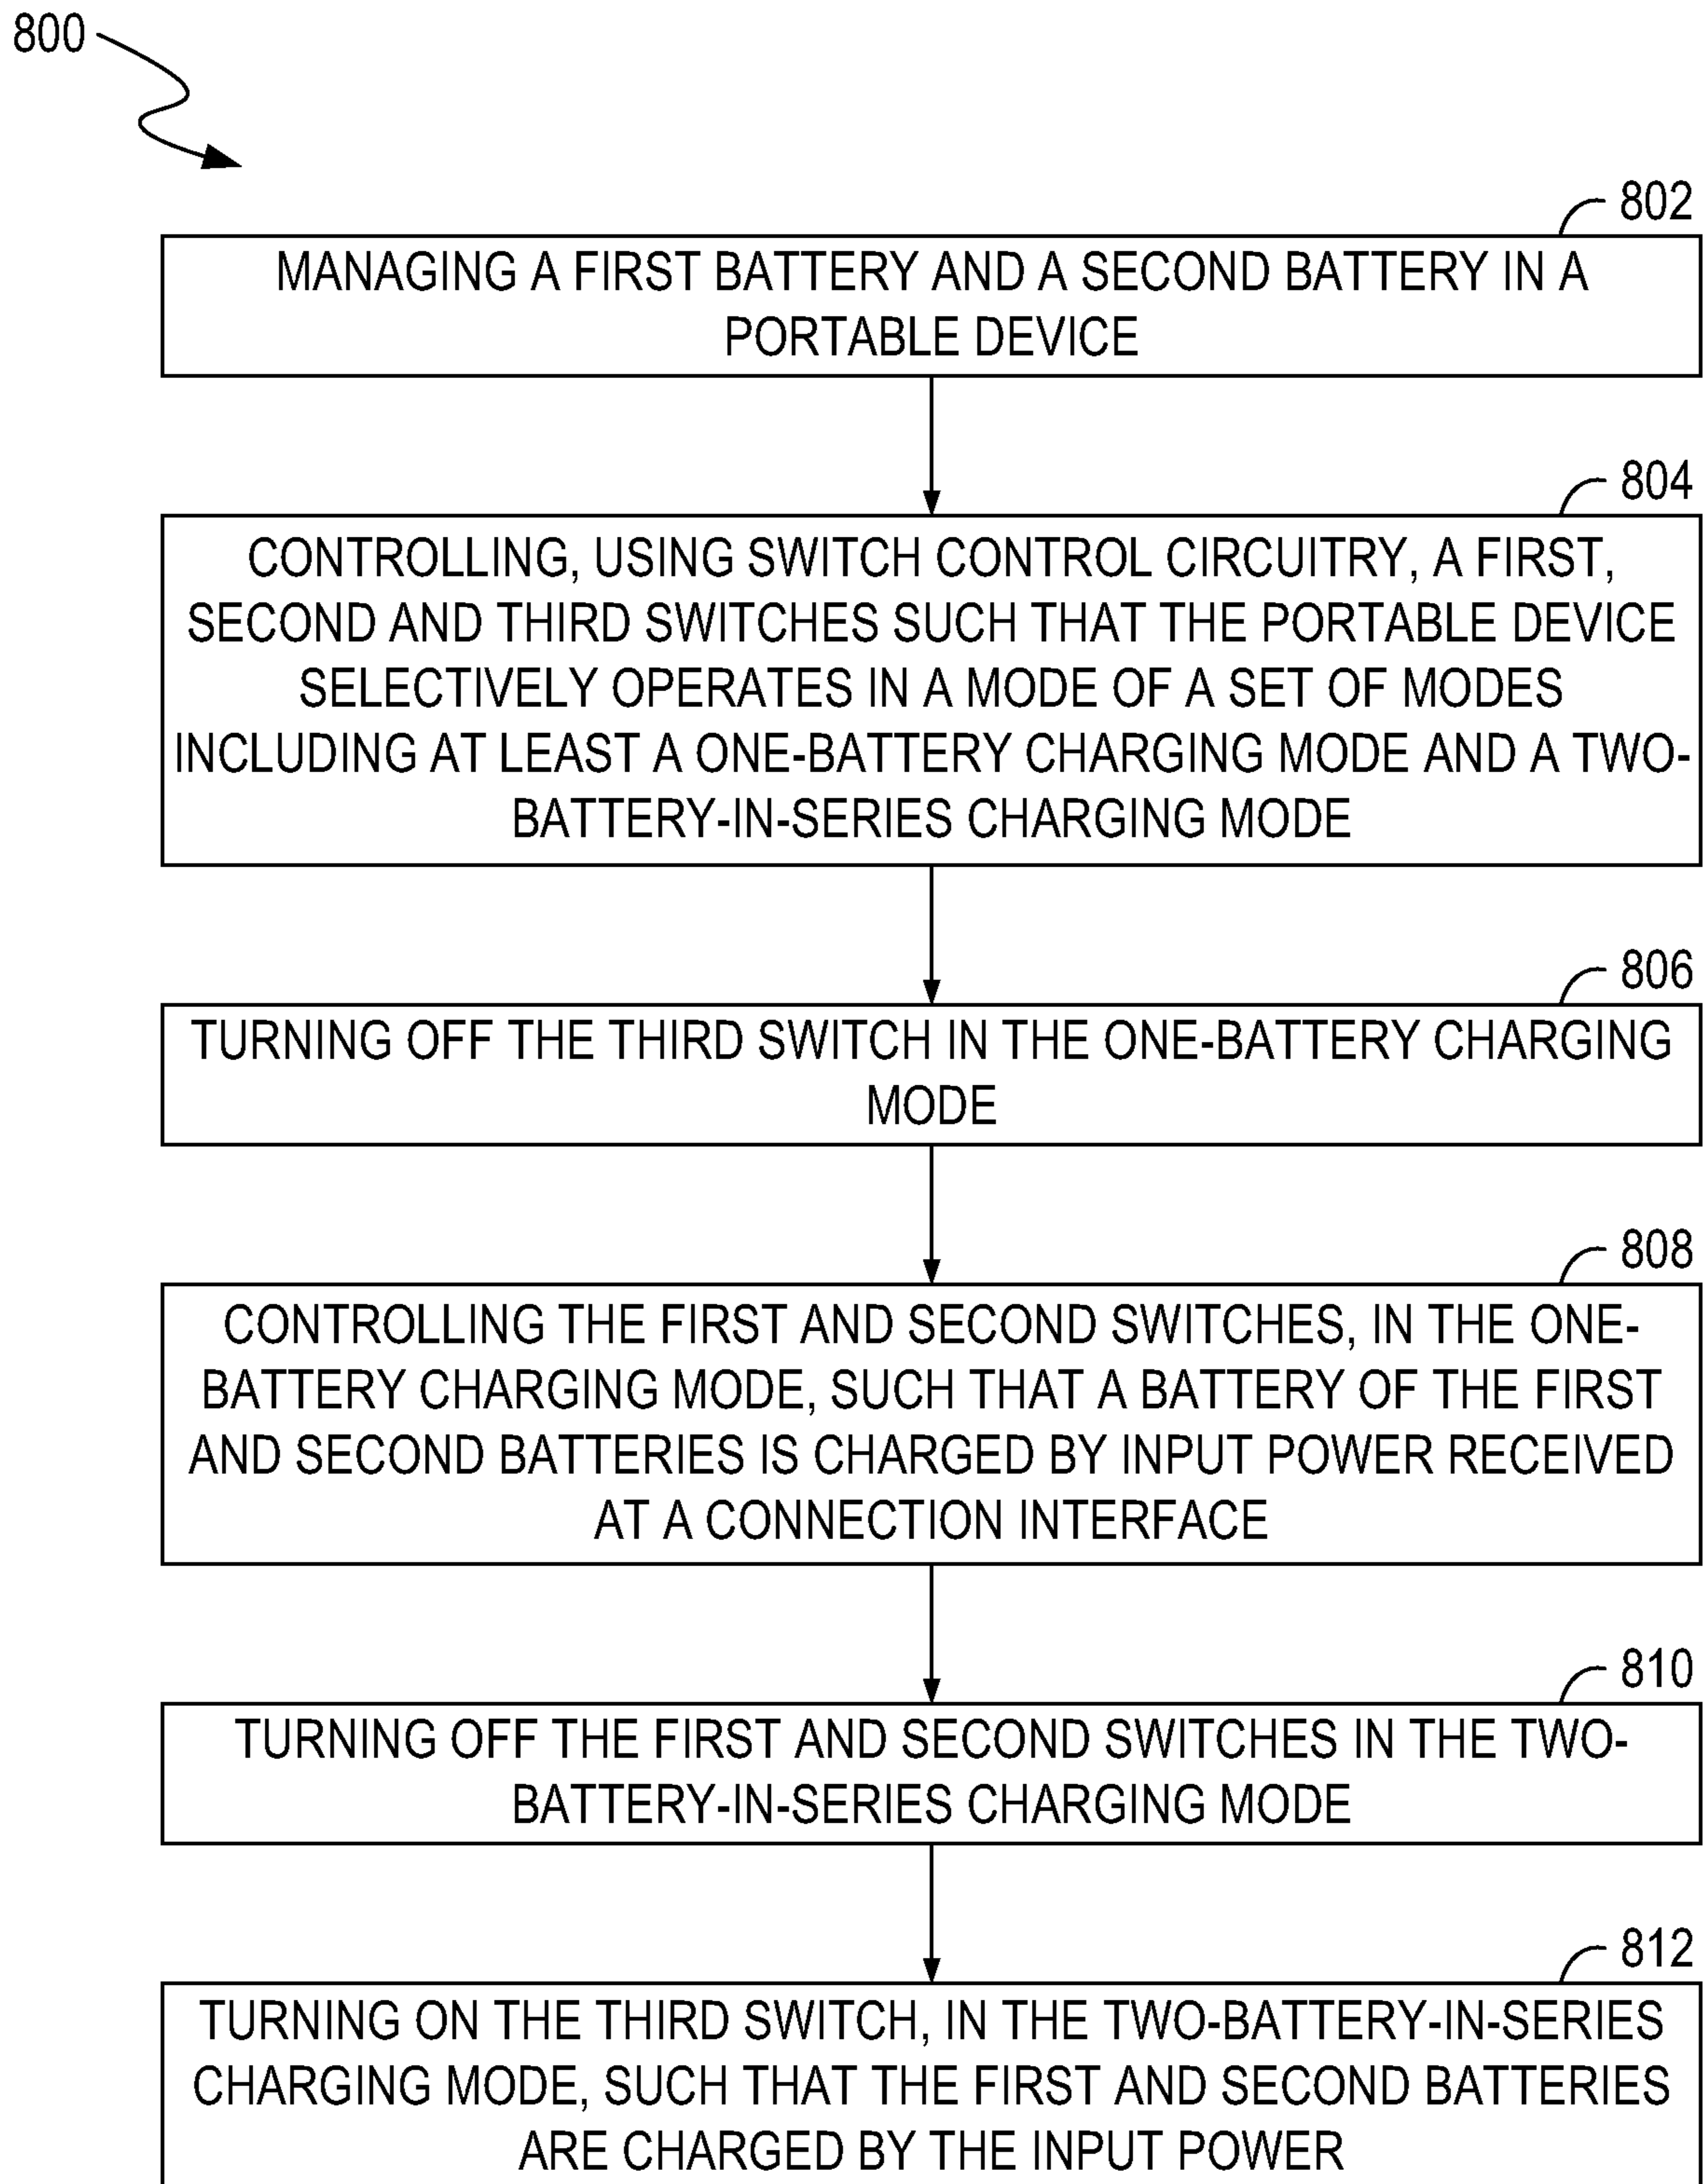 800
802
MANAGING A FIRST BATTERY AND A SECOND BATTERY IN A
PORTABLE DEVICE
804
CONTROLLING, USING SWITCH CONTROL CIRCUITRY, A FIRST,
SECOND AND THIRD SWITCHES SUCH THAT THE PORTABLE DEVICE
SELECTIVELY OPERATES IN A MODE OF A SET OF MODES
INCLUDING AT LEAST A ONE-BATTERY CHARGING MODE AND A TWO-
BATTERY-IN-SERIES CHARGING MODE
806
TURNING OFF THE THIRD SWITCH IN THE ONE-BATTERY CHARGING
MODE
808
CONTROLLING THE FIRST AND SECOND SWITCHES, IN THE ONE-
BATTERY CHARGING MODE, SUCH THAT A BATTERY OF THE FIRST
AND SECOND BATTERIES IS CHARGED BY INPUT POWER RECEIVED
AT A CONNECTION INTERFACE
810
TURNING OFF THE FIRST AND SECOND SWITCHES IN THE TWO-
BATTERY-IN-SERIES CHARGING MODE
812
TURNING ON THE THIRD SWITCH, IN THE TWO-BATTERY-IN-SERIES
CHARGING MODE, SUCH THAT THE FIRST AND SECOND BATTERIES
ARE CHARGED BY THE INPUT POWER